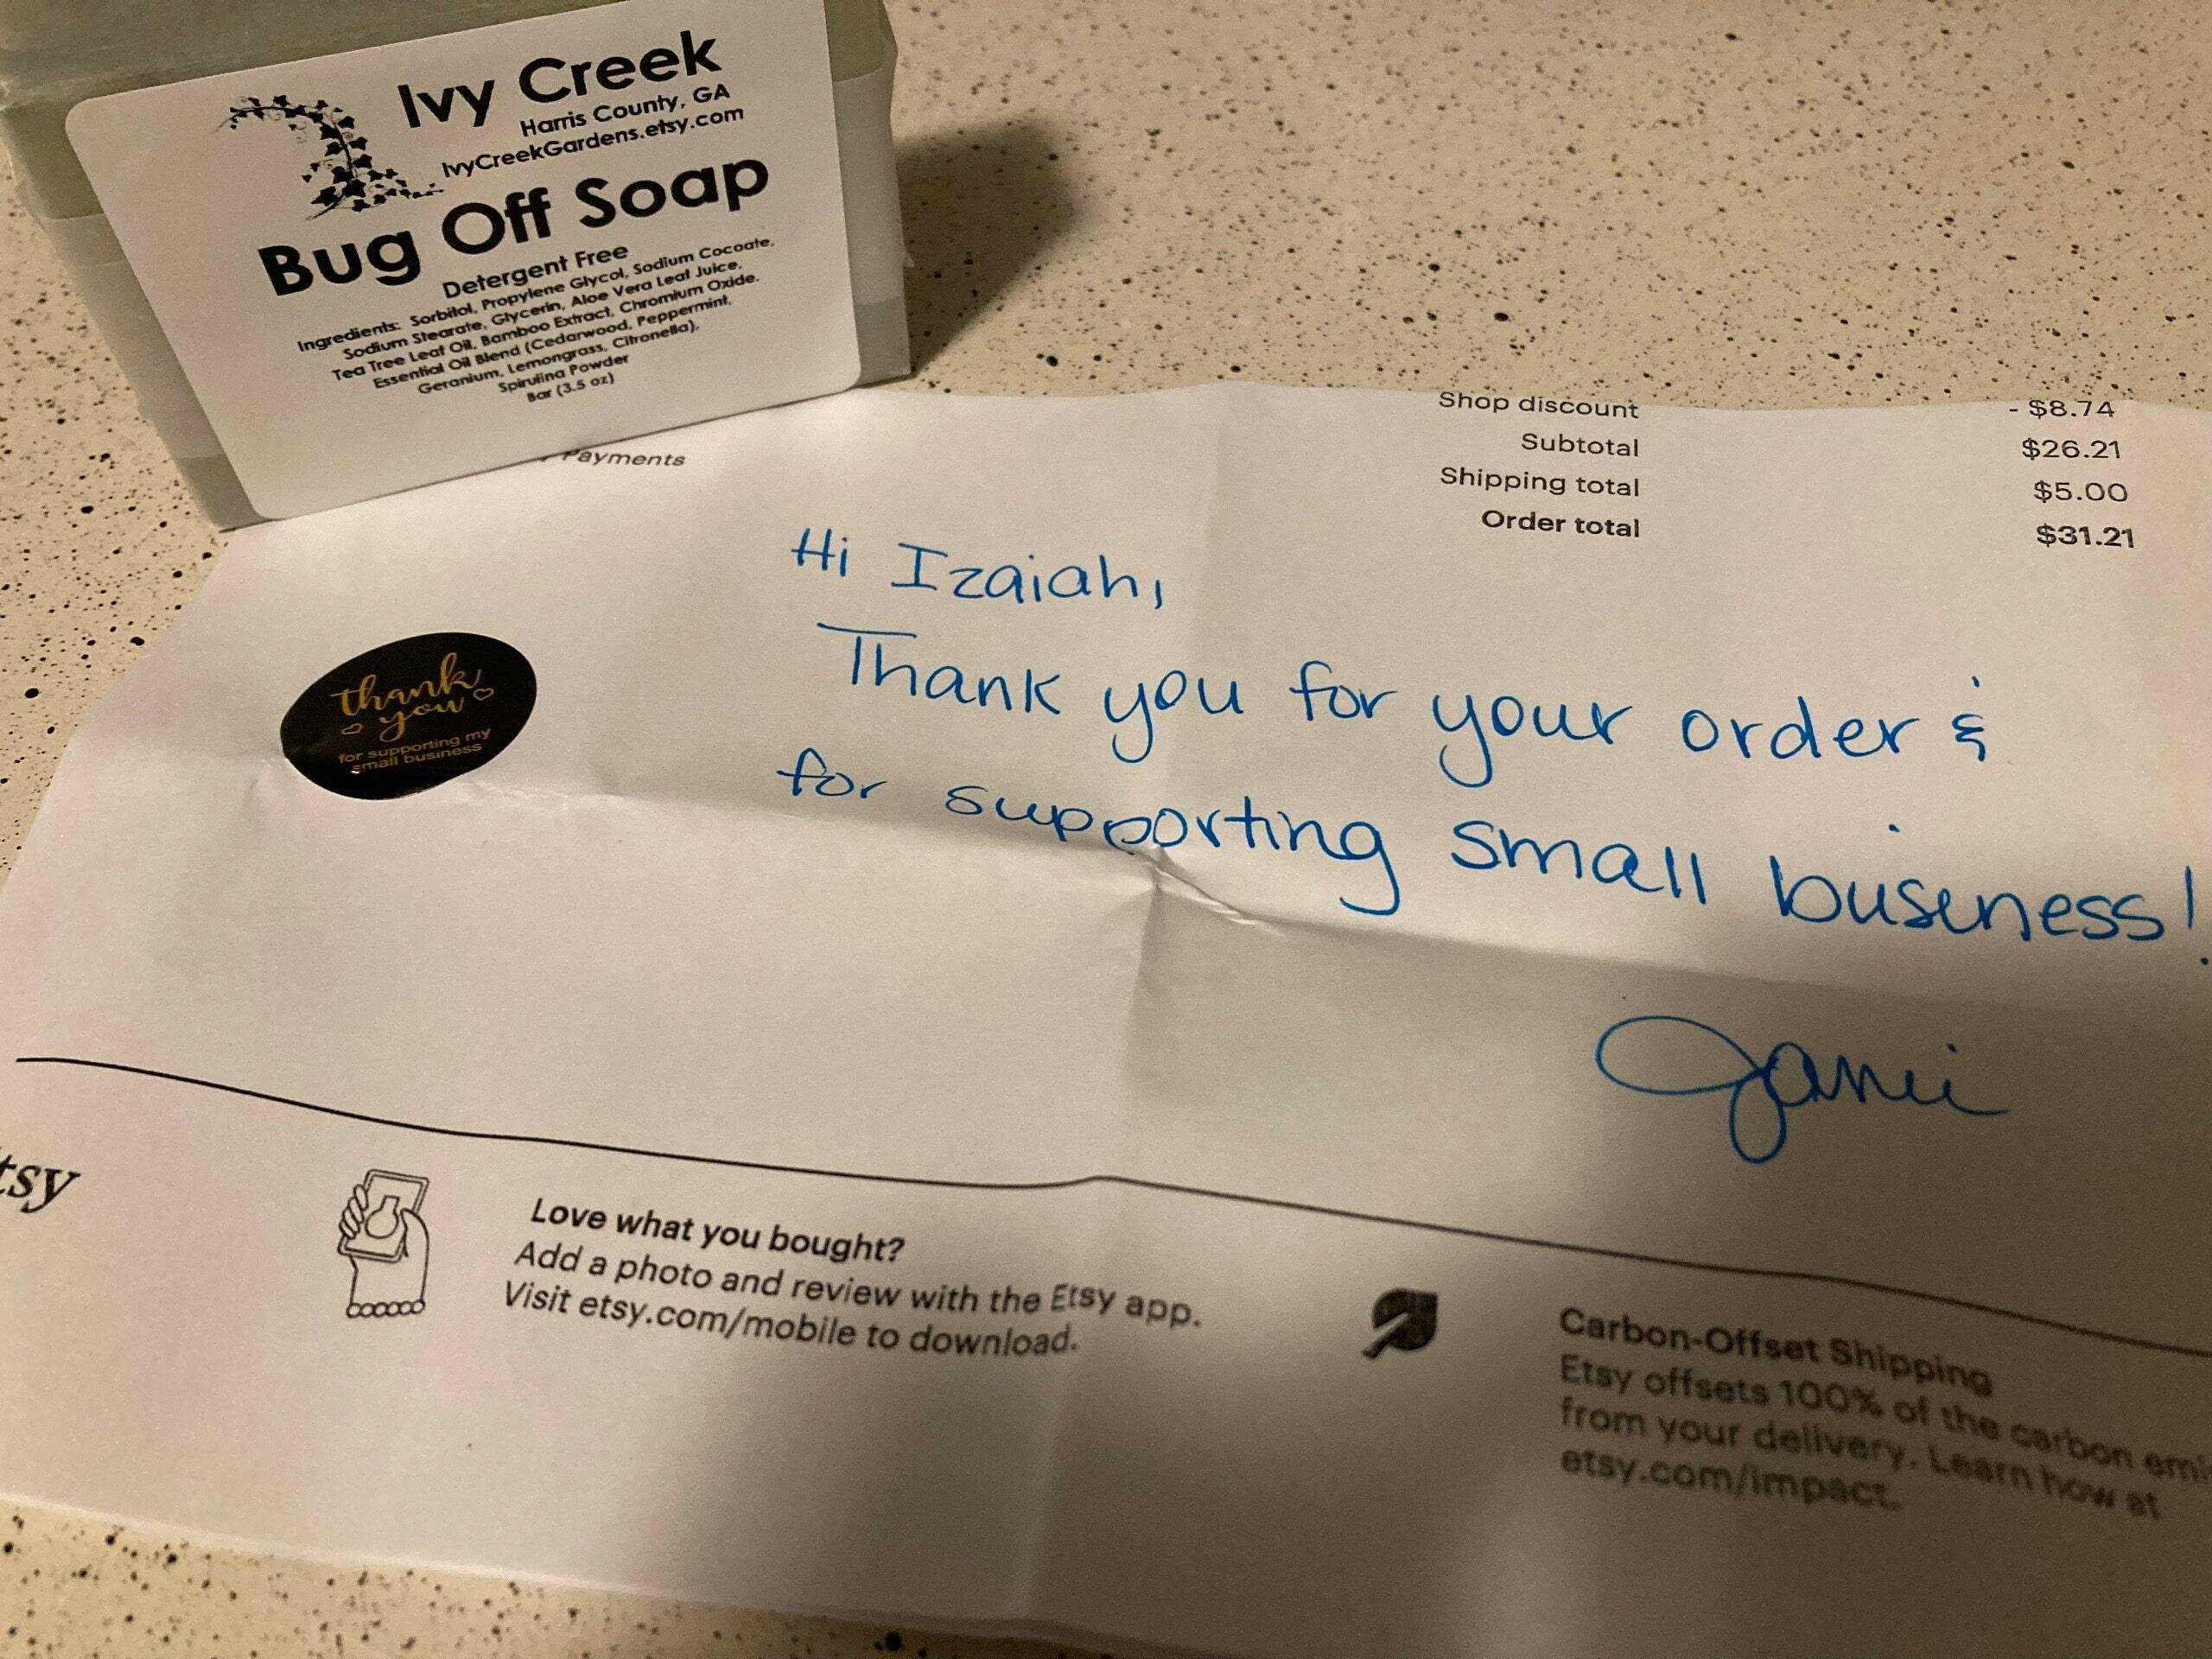 Ivy Creek
Harris County, GA
IvyCreekGardens.etsy.com
Bug Off Soap
Detergent Free
Ingredients: Sorbitol, Propylene Glycol, Sodium Cocoate,
Sodium Stearate, Glycerin, Aloe Vera Leaf Juice,
Tea Tree Leaf Oil, Bamboo Extract, Chromium Oxide.
Essential Oil Blend (Cedarwood, Peppermint,
Geranium, Lemongrass, Citronella),
Spirulina Powder
Bar (3.5 oz)
Payments
Shop discount - $8.74
Subtotal $26.21
Shipping total $5.00
Order total $31.21
Hi Izaiah,
Thank you for your order &
for supporting small business!
Jamie
thank
you
for supporting my
small business
tsy
Love what you bought?
Add a photo and review with the Etsy app.
Visit etsy.com/mobile to download.
Carbon-Offset Shipping
Etsy offsets 100% of the carbon
from your delivery. Learn how at
etsy.com/impact.